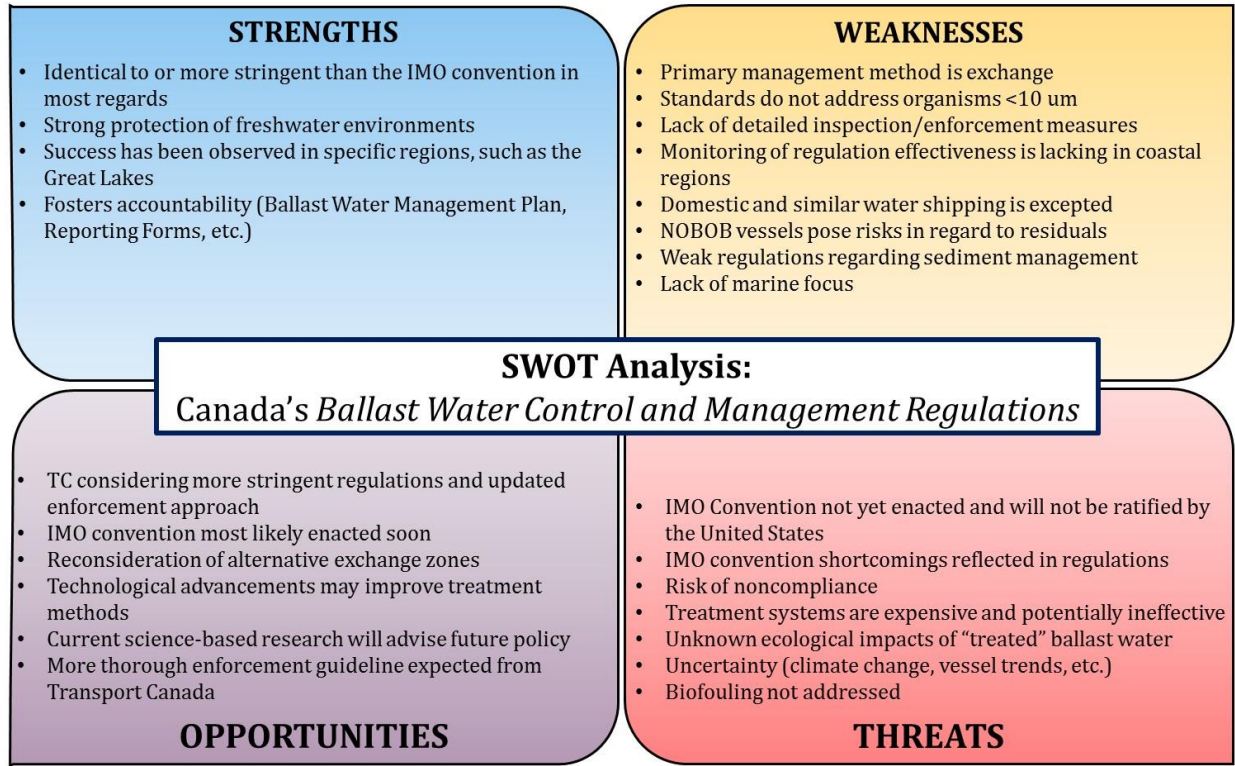 STRENGTHS
• Identical to or more stringent than the IMO convention in
most regards
• Strong protection of freshwater environments
• Success has been observed in specific regions, such as the
Great Lakes
• Fosters accountability (Ballast Water Management Plan,
Reporting Forms, etc.)
WEAKNESSES
• Primary management method is exchange
• Standards do not address organisms <10 um
• Lack of detailed inspection/enforcement measures
• Monitoring of regulation effectiveness is lacking in coastal
regions
• Domestic and similar water shipping is excepted
• NOBOB vessels pose risks in regard to residuals
• Weak regulations regarding sediment management
• Lack of marine focus
SWOT Analysis:
Canada's Ballast Water Control and Management Regulations
• TC considering more stringent regulations and updated
enforcement approach
• IMO convention most likely enacted soon
• Reconsideration of alternative exchange zones
• Technological advancements may improve treatment
methods
• Current science-based research will advise future policy
• More thorough enforcement guideline expected from
Transport Canada
OPPORTUNITIES
• IMO Convention not yet enacted and will not be ratified by
the United States
• IMO convention shortcomings reflected in regulations
• Risk of noncompliance
• Treatment systems are expensive and potentially ineffective
• Unknown ecological impacts of “treated” ballast water
• Uncertainty (climate change, vessel trends, etc.)
• Biofouling not addressed
THREATS